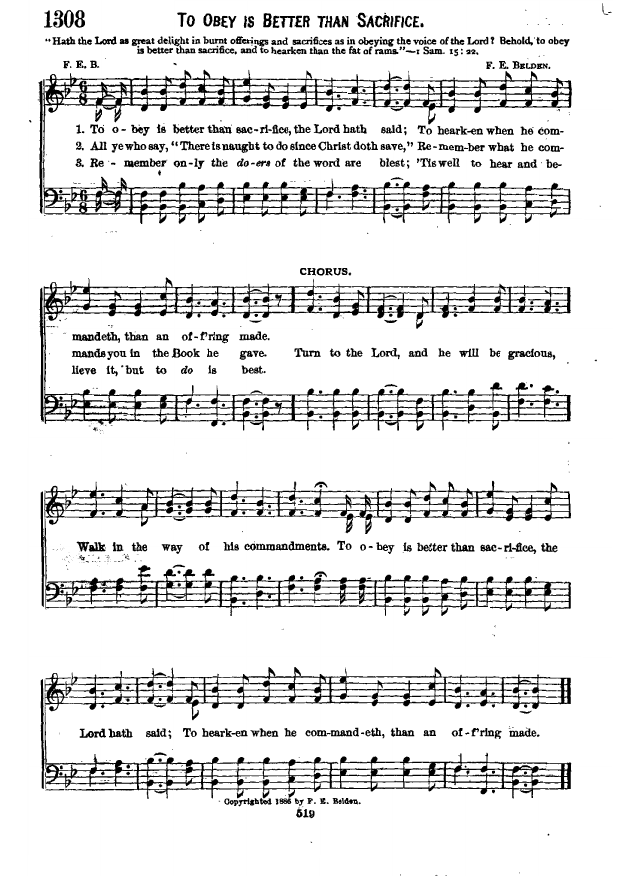 1308
To Obey is Better than Sacrifice.
"Hath the Lord as great delight in burnt offerings and sacrifices as in obeying the voice of the Lord? Behold, to obey
is better than sacrifice, and to hearken than the fat of rams."—1 Sam. 15: 22.
F. E. B. F. E. Belden.
1. To o-bey is better than sac-ri-fice, the Lord hath said; To heark-en when he com-
2. All ye who say, "There is naught to do since Christ doth save," Re-mem-ber what he com-
3. Re-member on-ly the do-ers of the word are blest; 'Tis well to hear and be-
CHORUS.
mandeth, than an of-f'ring made.
mands you in the Book he gave. Turn to the Lord, and he will be gracious,
lieve it, but to do is best.
Walk in the way of his commandments. To o-bey is better than sac-ri-fice, the
Lord hath said; To heark-en when he com-mand-eth, than an of-f'ring made.
Copyrighted 1886 by F. E. Belden.
519